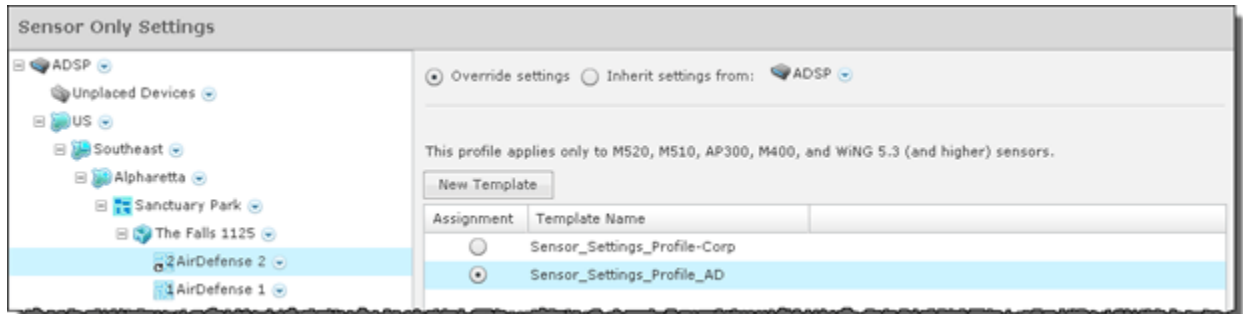 Sensor Only Settings
ADSP
Unplaced Devices
US
Southeast
Alpharetta
Sanctuary Park
The Falls 1125
2 AirDefense 2
1 AirDefense 1
Override settings Inherit settings from: ADSP
This profile applies only to M520, M510, AP300, M400, and WiNG 5.3 (and higher) sensors.
New Template
Assignment Template Name
Sensor_Settings_Profile-Corp
Sensor_Settings_Profile_AD